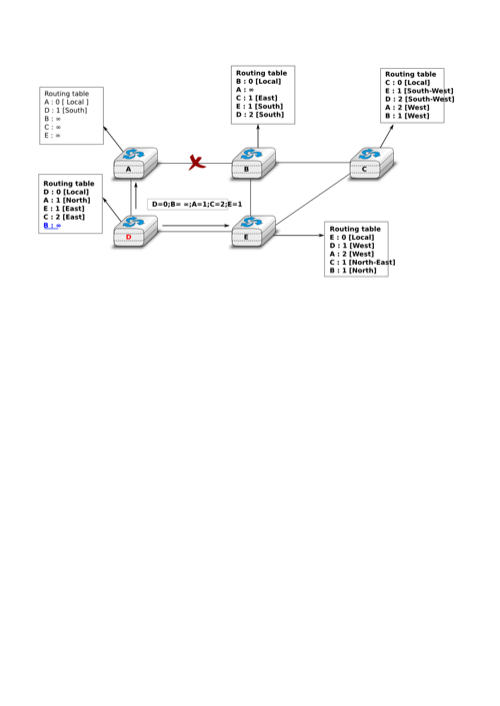 Routing table
A : 0 [ Local ]
D : 1 [South]
B : ∞
C : ∞
E : ∞
Routing table
B : 0 [Local]
A : ∞
C : 1 [East]
E : 1 [South]
D : 2 [South]
Routing table
C : 0 [Local]
E : 1 [South-West]
D : 2 [South-West]
A : 2 [West]
B : 1 [West]
A
B
C
Routing table
D : 0 [Local]
A : 1 [North]
E : 1 [East]
C : 2 [East]
B : ∞
D=0;B= ∞;A=1;C=2;E=1
D
E
Routing table
E : 0 [Local]
D : 1 [West]
A : 2 [West]
C : 1 [North-East]
B : 1 [North]